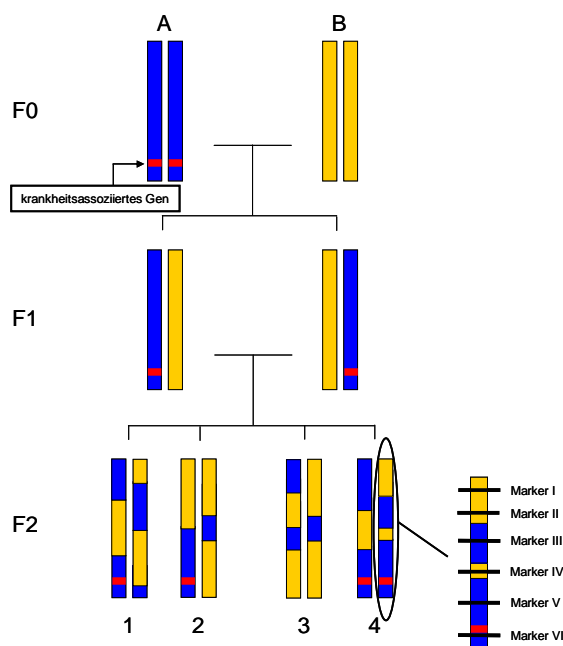 A
B
F0
krankheitsassoziiertes Gen
F1
F2
Marker I
Marker II
Marker III
Marker IV
Marker V
Marker VI
1
2
3
4